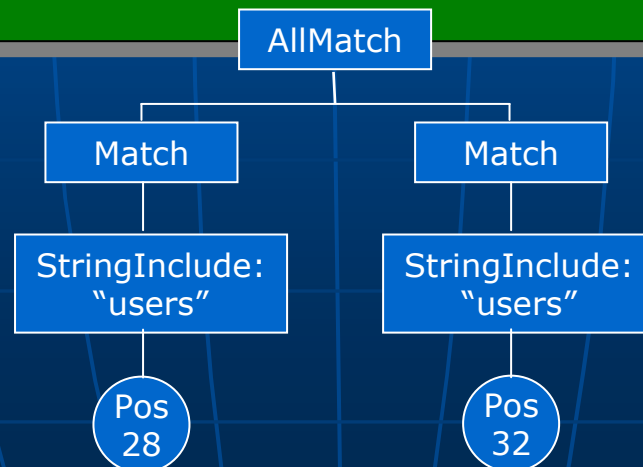 AllMatch
Match
Match
StringInclude:
“users”
StringInclude:
“users”
Pos
28
Pos
32